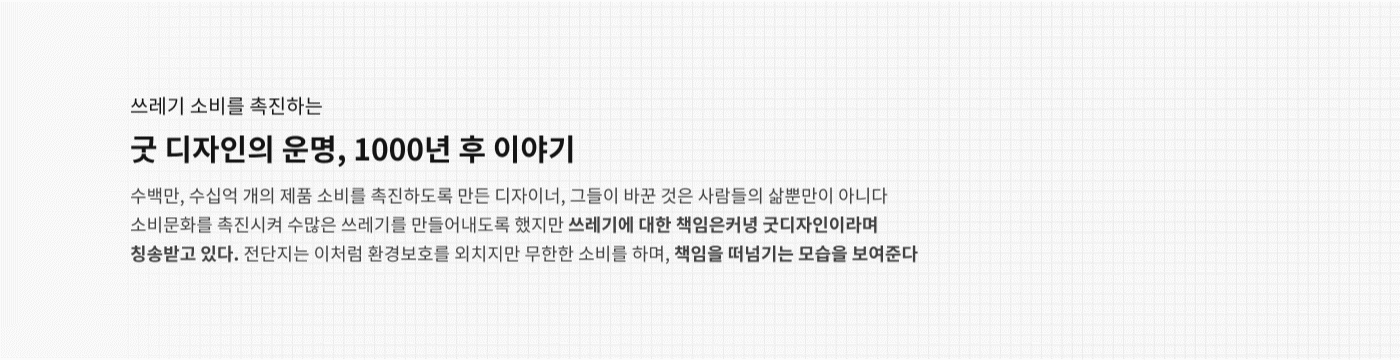 쓰레기 소비를 촉진하는
굿 디자인의 운명, 1000년 후 이야기
수백만, 수십억 개의 제품 소비를 촉진하도록 만든 디자이너, 그들이 바꾼 것은 사람들의 삶뿐만이 아니다
소비문화를 촉진시켜 수많은 쓰레기를 만들어내도록 했지만 쓰레기에 대한 책임은커녕 굿디자인이라며
칭송받고 있다. 전단지는 이처럼 환경보호를 외치지만 무한한 소비를 하며, 책임을 떠넘기는 모습을 보여준다